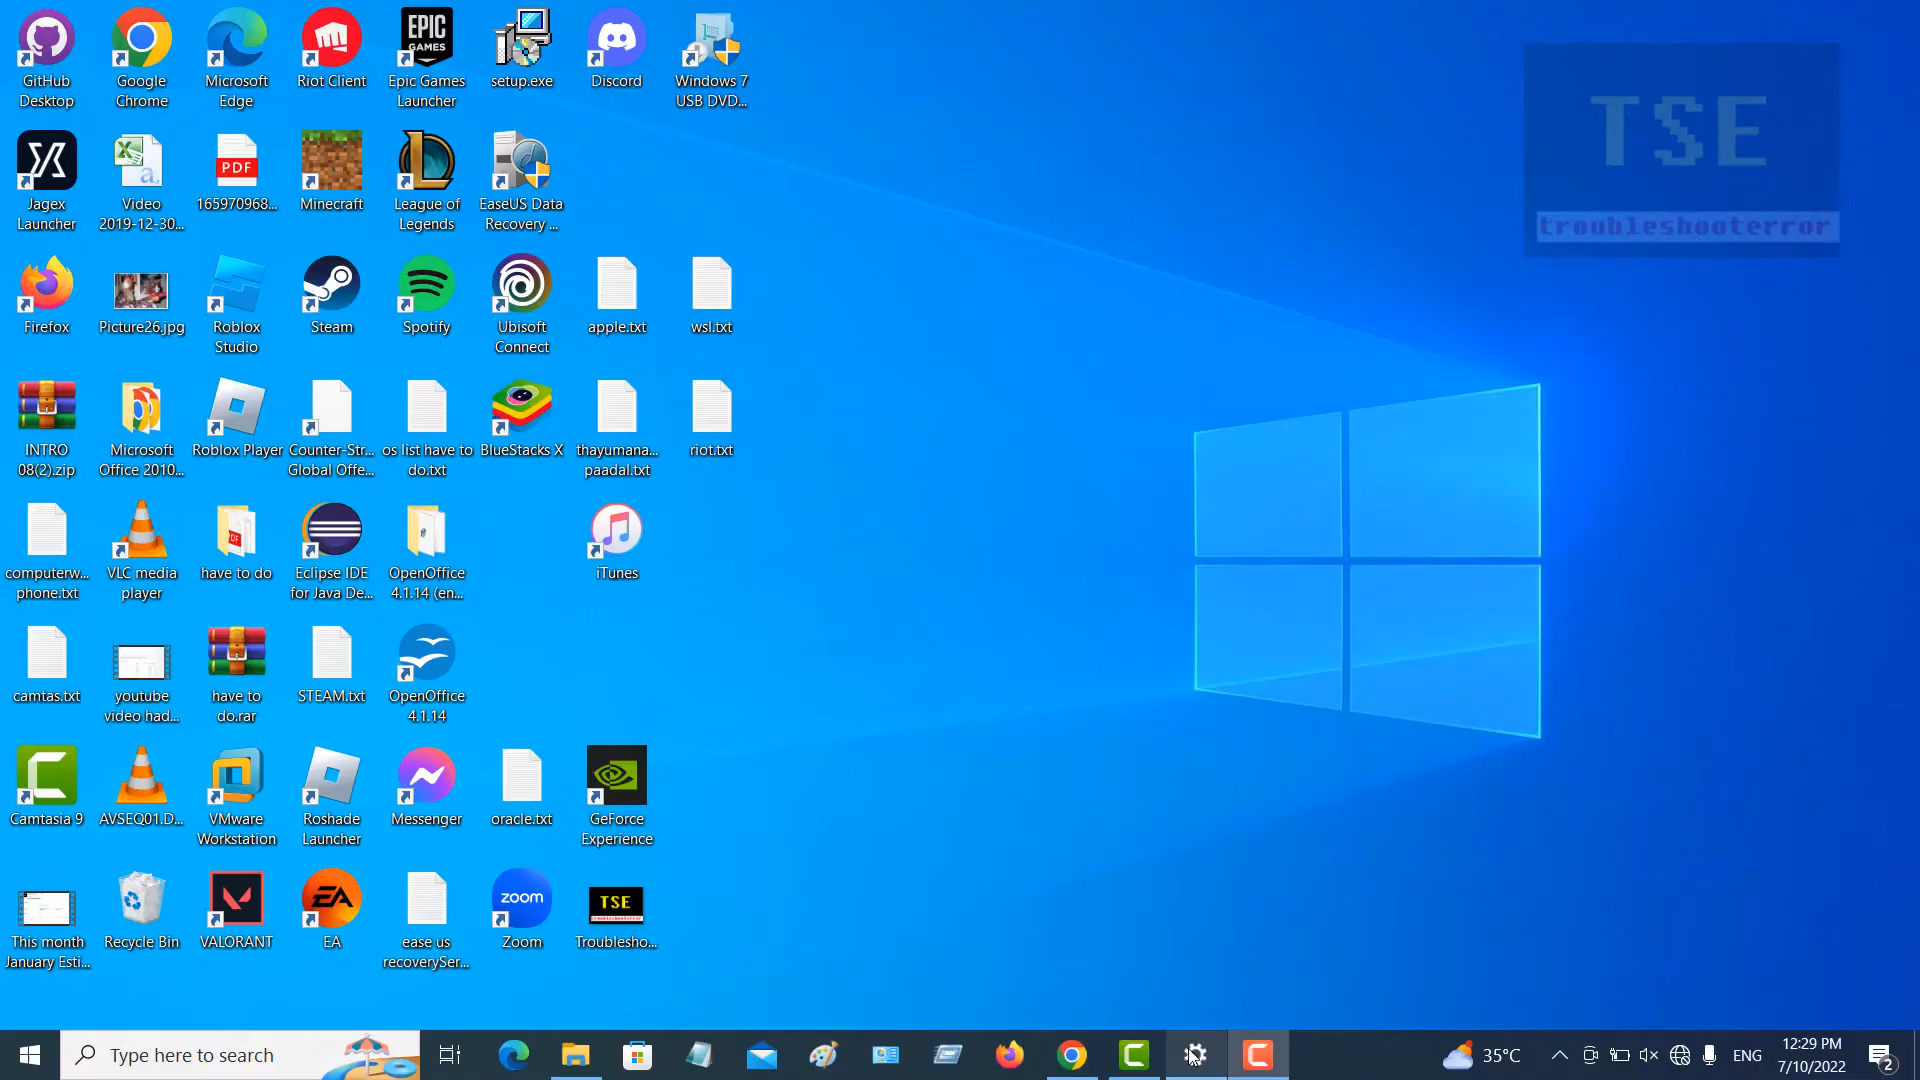 GitHub
Desktop
Google
Chrome
Microsoft
Edge
Riot Client
EPIC
GAMES
Epic Games
Launcher
setup.exe
Discord
Windows 7
USB DVD...
TSE
troubleshooterror
Jagex
Launcher
a,
Video
2019-12-30...
PDF
165970968...
Minecraft
League of
Legends
EaseUS Data
Recovery ...
Firefox
Picture26.jpg
Roblox
Studio
Steam
Spotify
Ubisoft
Connect
apple.txt
wsl.txt
INTRO
08(2).zip
Microsoft
Office 2010...
Roblox Player
Counter-Str...
Global Offe...
os list have to
do.txt
BlueStacks X
thayumana...
paadal.txt
riot.txt
computerw...
phone.txt
VLC media
player
have to do
Eclipse IDE
for Java De...
OpenOffice
4.1.14 (en...
iTunes
camtas.txt
youtube
video had...
have to
do.rar
STEAM.txt
OpenOffice
4.1.14
Camtasia 9
AVSEQ01.D...
VMware
Workstation
Roshade
Launcher
Messenger
oracle.txt
GeForce
Experience
This month
January Esti...
Recycle Bin
VALORANT
EA
EA
ease us
recoverySer...
zoom
Zoom
TSE
troubleshooterror
Troublesho...
Type here to search
35°C
ENG
12:29 PM
7/10/2022
2